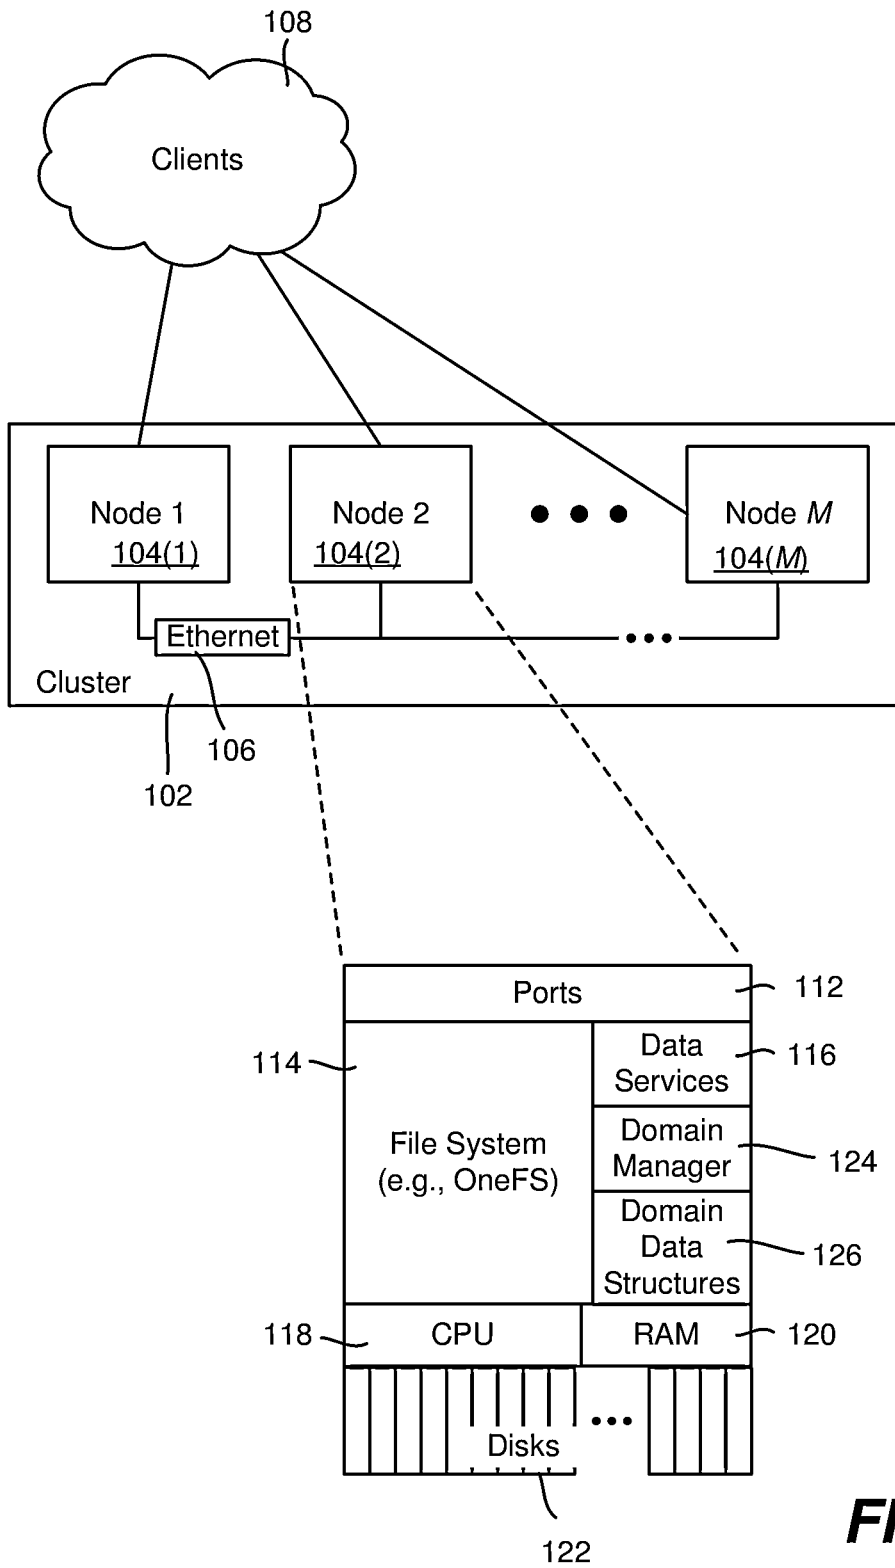 108
Clients
Node 1
104(1)
Node 2
104(2)
Node M
104(M)
Ethernet
Cluster
106
102
Ports
112
114
Data
Services
116
File System
(e.g., OneFS)
Domain
Manager
124
Domain
Data
Structures
126
118
CPU
RAM
120
Disks
122